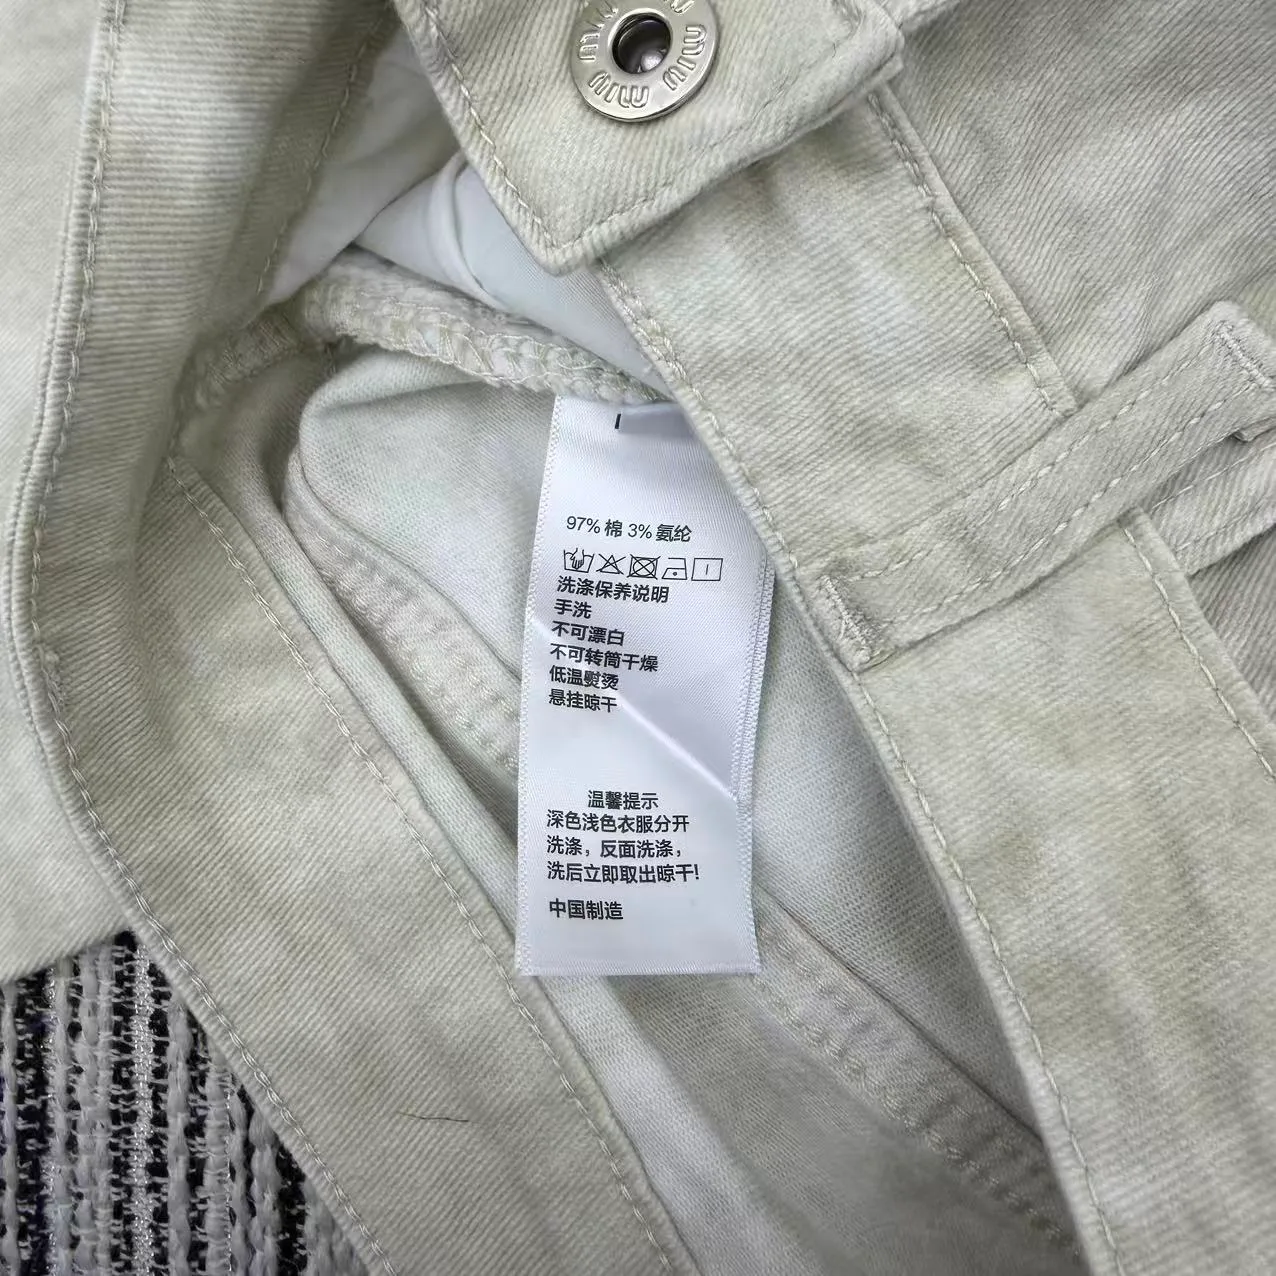 MIU MIU MIU MIU
97% 棉 3% 氨纶
洗涤保养说明
手洗
不可漂白
不可转筒干燥
低温熨烫
悬挂晾干
温馨提示
深色浅色衣服分开
洗涤，反面洗涤，
洗后立即取出晾干!
中国制造